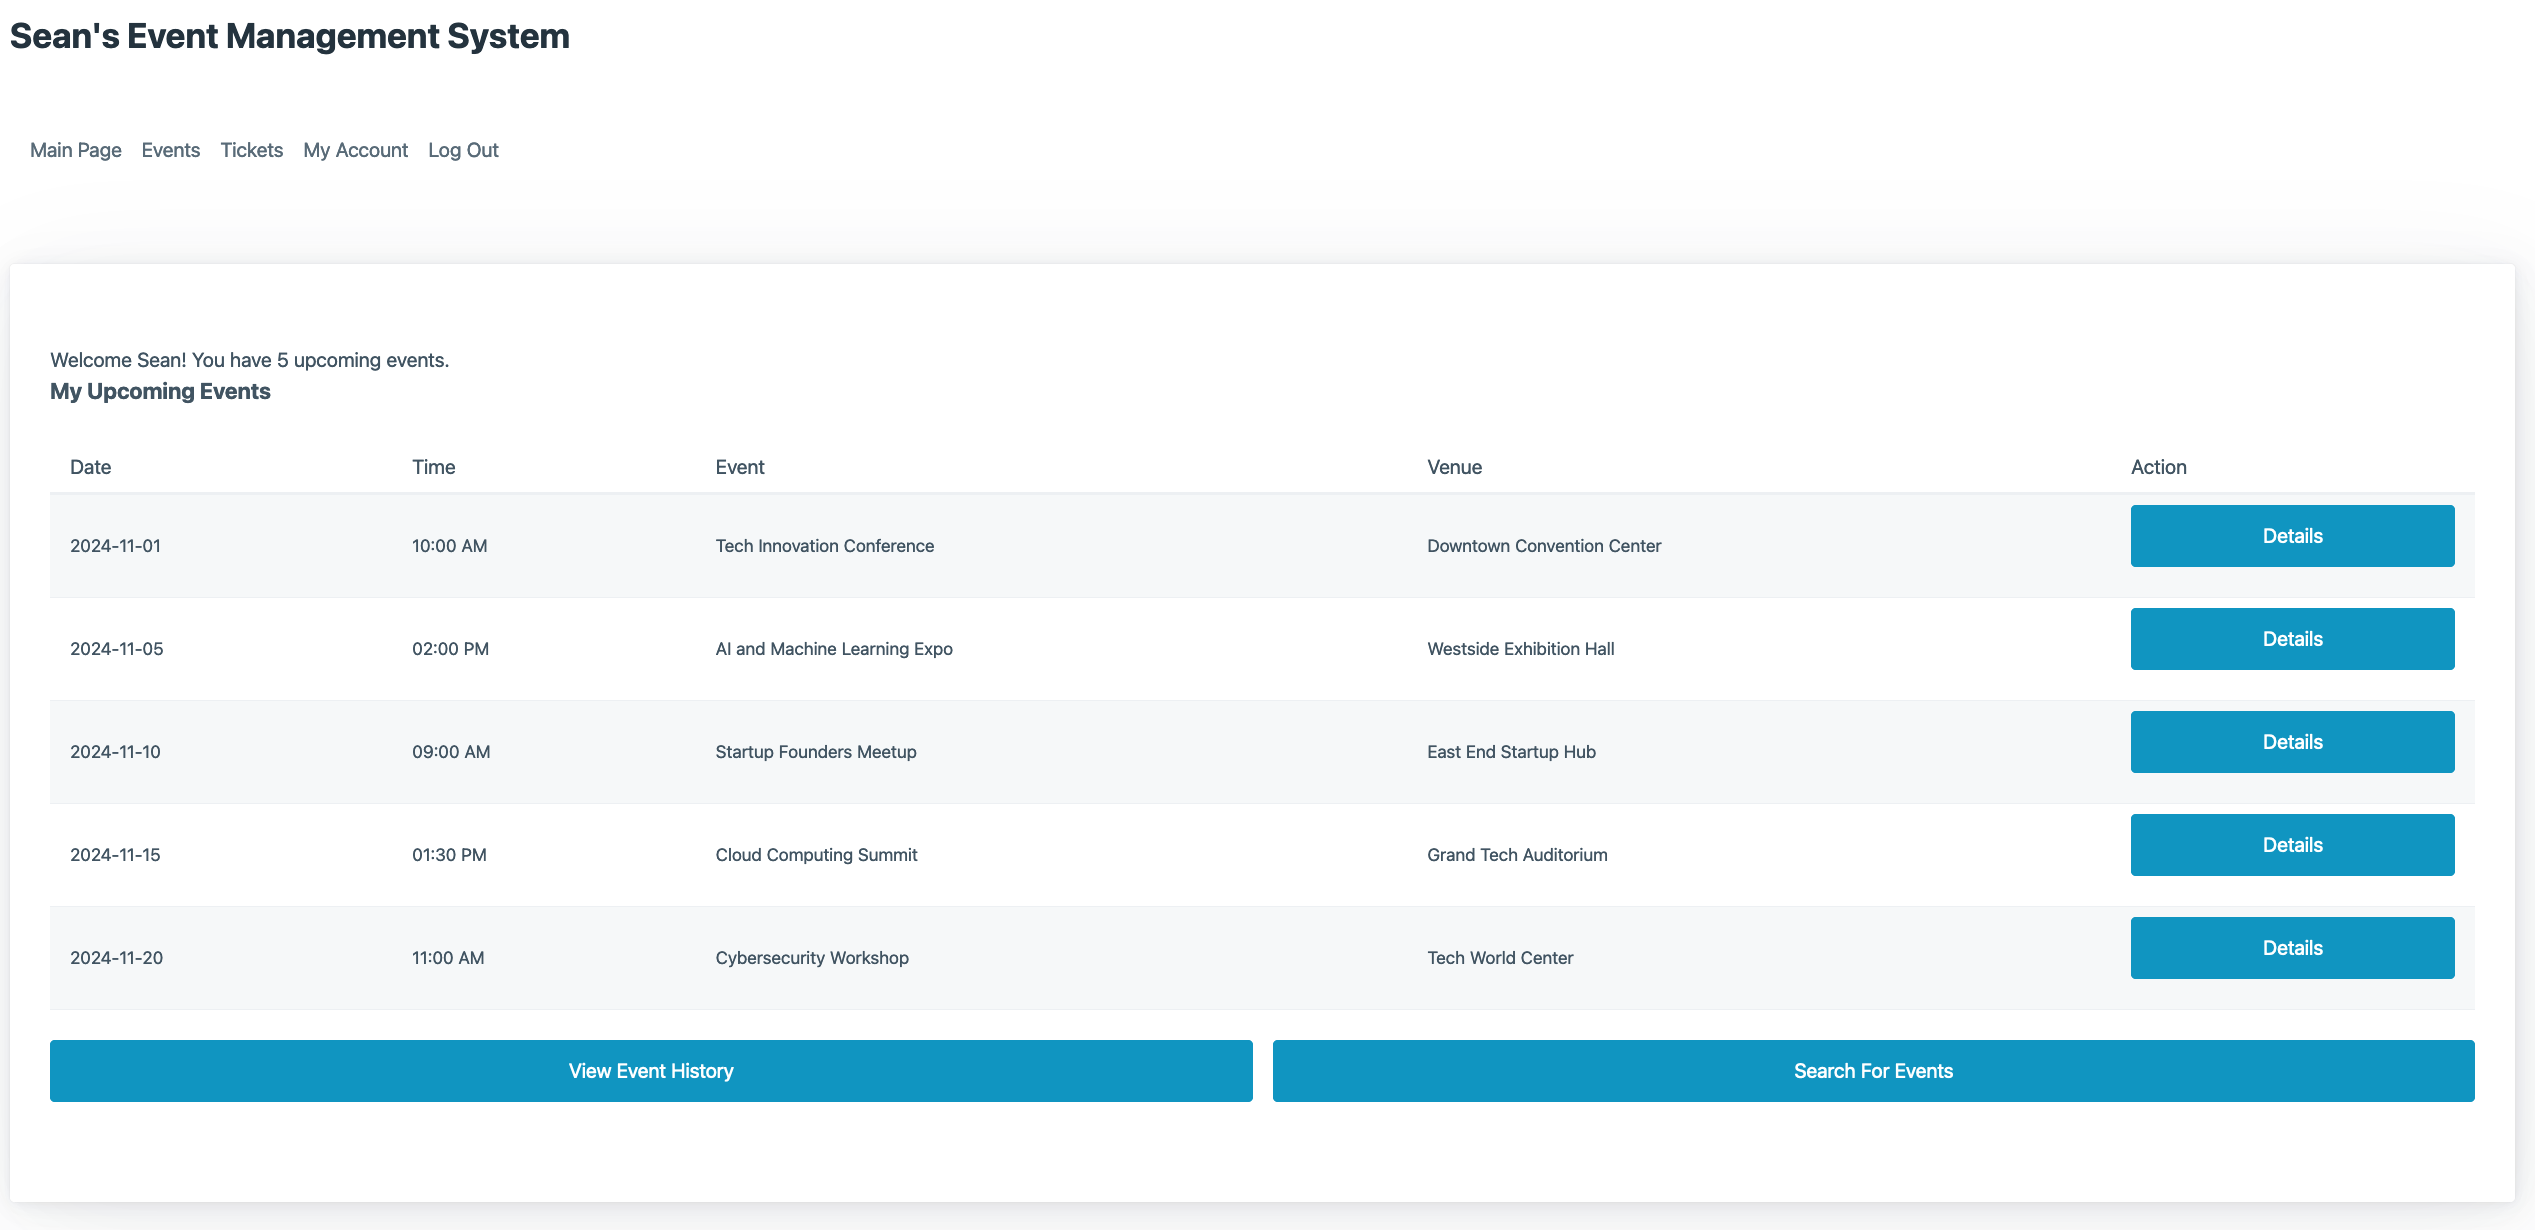 Sean's Event Management System
Main Page Events Tickets My Account Log Out
Welcome Sean! You have 5 upcoming events.
My Upcoming Events
Date Time Event Venue Action
2024-11-01 10:00 AM Tech Innovation Conference Downtown Convention Center Details
2024-11-05 02:00 PM AI and Machine Learning Expo Westside Exhibition Hall Details
2024-11-10 09:00 AM Startup Founders Meetup East End Startup Hub Details
2024-11-15 01:30 PM Cloud Computing Summit Grand Tech Auditorium Details
2024-11-20 11:00 AM Cybersecurity Workshop Tech World Center Details
View Event History Search For Events